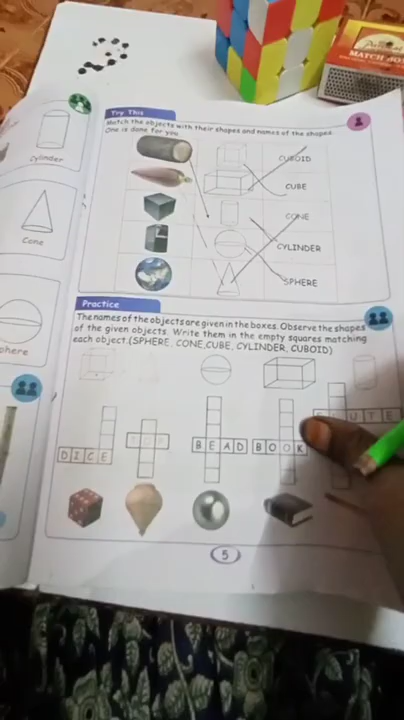 MATCH BOX
Try This
Match the objects with their shapes and names of the shapes.
One is done for you.
Cylinder
CUBOID
CUBE
Cone
CONE
CYLINDER
SPHERE
Practice
The names of the objects are given in the boxes. Observe the shapes
of the given objects. Write them in the empty squares matching
each object.(SPHERE, CONE,CUBE, CYLINDER, CUBOID)
phere
UTE
DICE
TOP
BEAD
BOOK
5